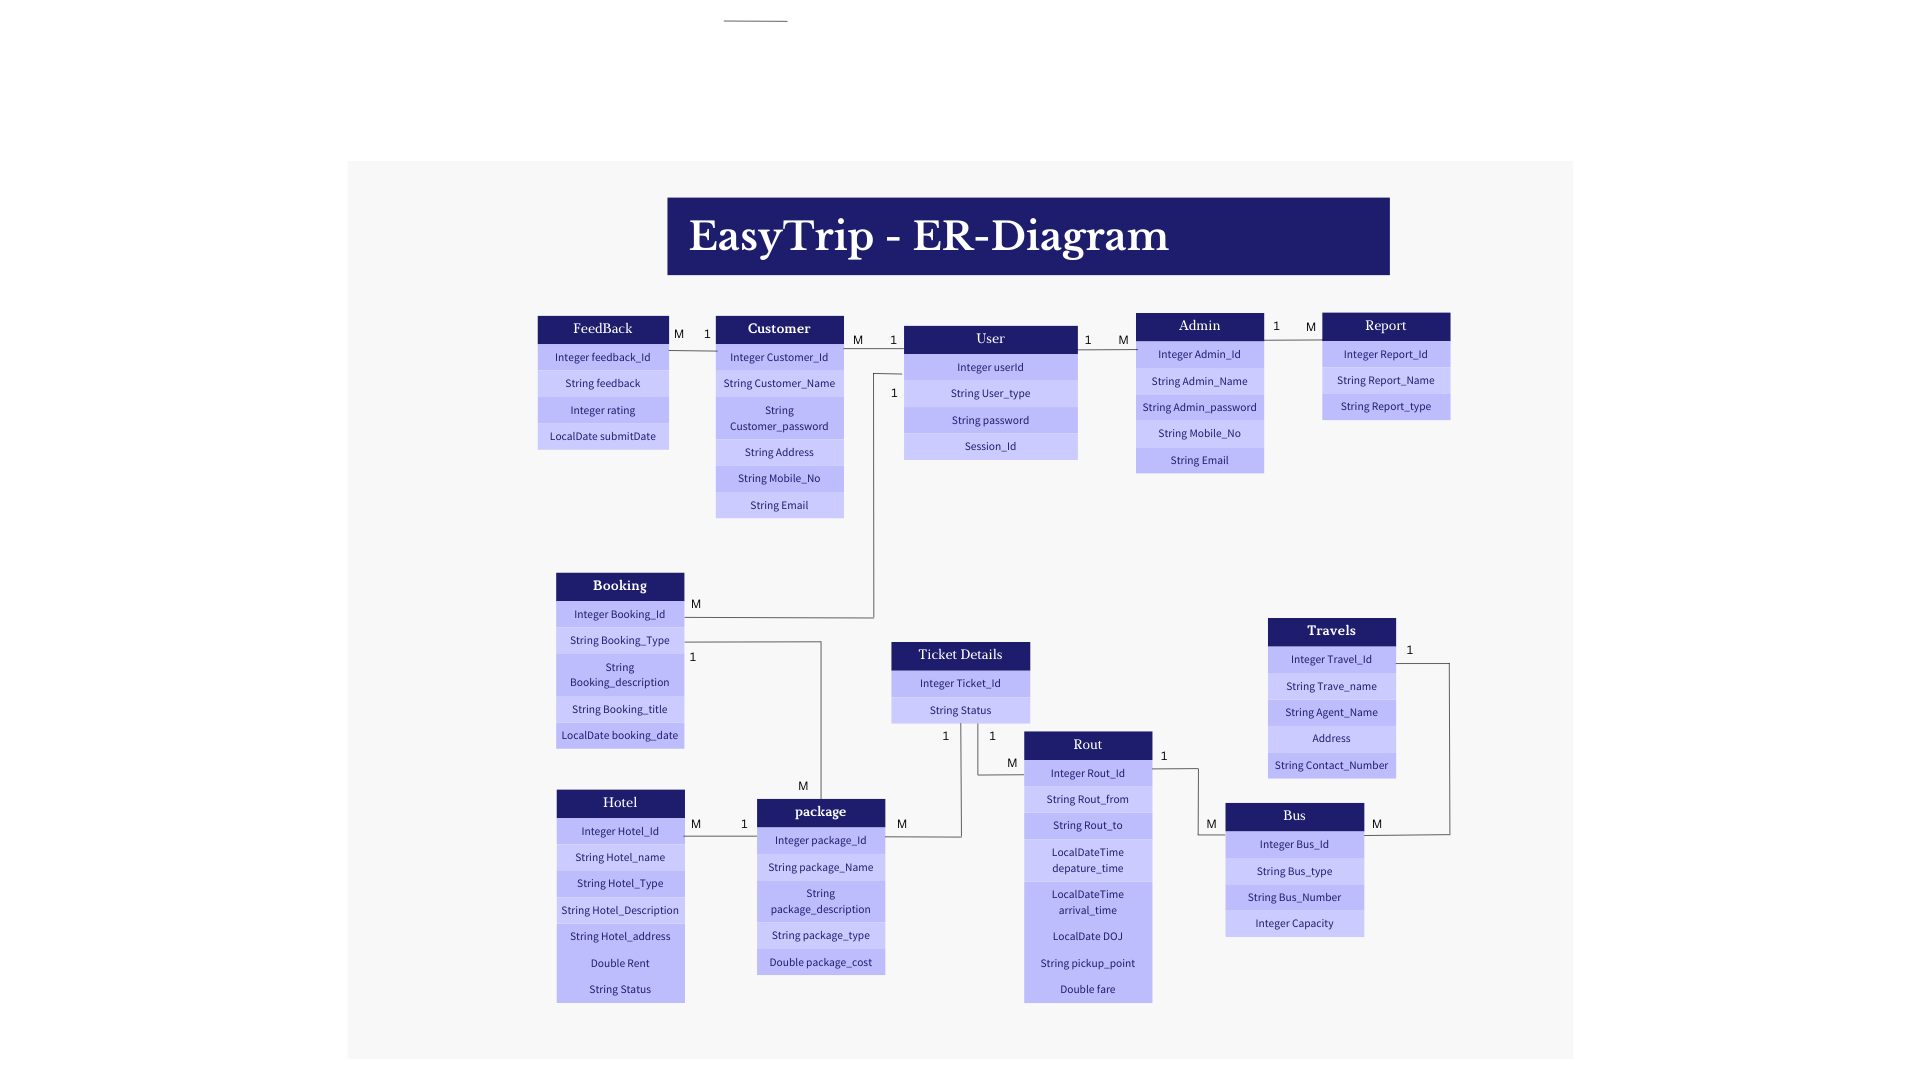 EasyTrip - ER-Diagram
FeedBack
Integer feedback_Id
String feedback
Integer rating
LocalDate submitDate
M
1
Customer
Integer Customer_Id
String Customer_Name
String
Customer_password
String Address
String Mobile_No
String Email
M
1
1
User
Integer userId
String User_type
String password
Session_Id
1
M
Admin
Integer Admin_Id
String Admin_Name
String Admin_password
String Mobile_No
String Email
1
M
Report
Integer Report_Id
String Report_Name
String Report_type
Booking
Integer Booking_Id
String Booking_Type
String
Booking_description
String Booking_title
LocalDate booking_date
M
1
M
Ticket Details
Integer Ticket_Id
String Status
1
1
M
Travels
Integer Travel_Id
String Trave_name
String Agent_Name
Address
String Contact_Number
1
Hotel
Integer Hotel_Id
String Hotel_name
String Hotel_Type
String Hotel_Description
String Hotel_address
Double Rent
String Status
M
1
package
Integer package_Id
String package_Name
String
package_description
String package_type
Double package_cost
M
Rout
Integer Rout_Id
String Rout_from
String Rout_to
LocalDateTime
depature_time
LocalDateTime
arrival_time
LocalDate DOJ
String pickup_point
Double fare
1
M
Bus
Integer Bus_Id
String Bus_type
String Bus_Number
Integer Capacity
M